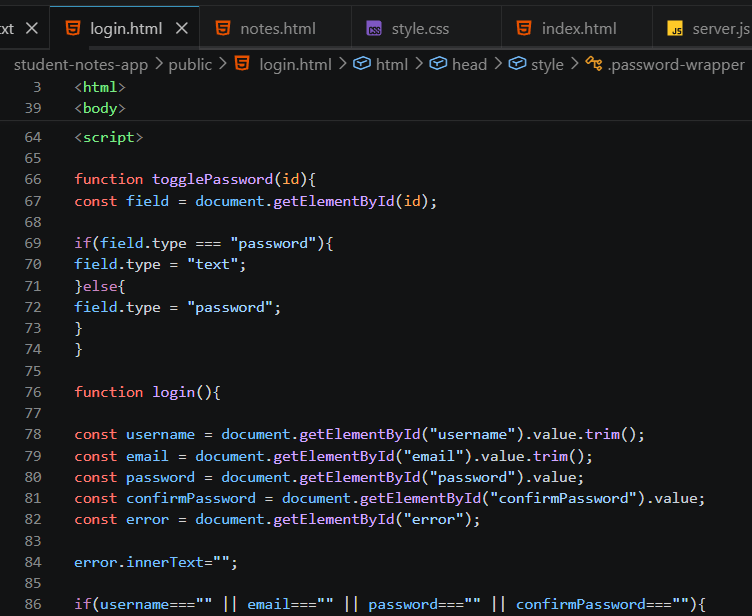 xt login.html notes.html style.css index.html server.js
student-notes-app > public > login.html > html > head > style > .password-wrapper
3 <html>
39 <body>
64 <script>
65
66 function togglePassword(id){
67 const field = document.getElementById(id);
68
69 if(field.type === "password"){
70 field.type = "text";
71 }else{
72 field.type = "password";
73 }
74 }
75
76 function login(){
77
78 const username = document.getElementById("username").value.trim();
79 const email = document.getElementById("email").value.trim();
80 const password = document.getElementById("password").value;
81 const confirmPassword = document.getElementById("confirmPassword").value;
82 const error = document.getElementById("error");
83
84 error.innerText="";
85
86 if(username==="" || email==="" || password==="" || confirmPassword===""){